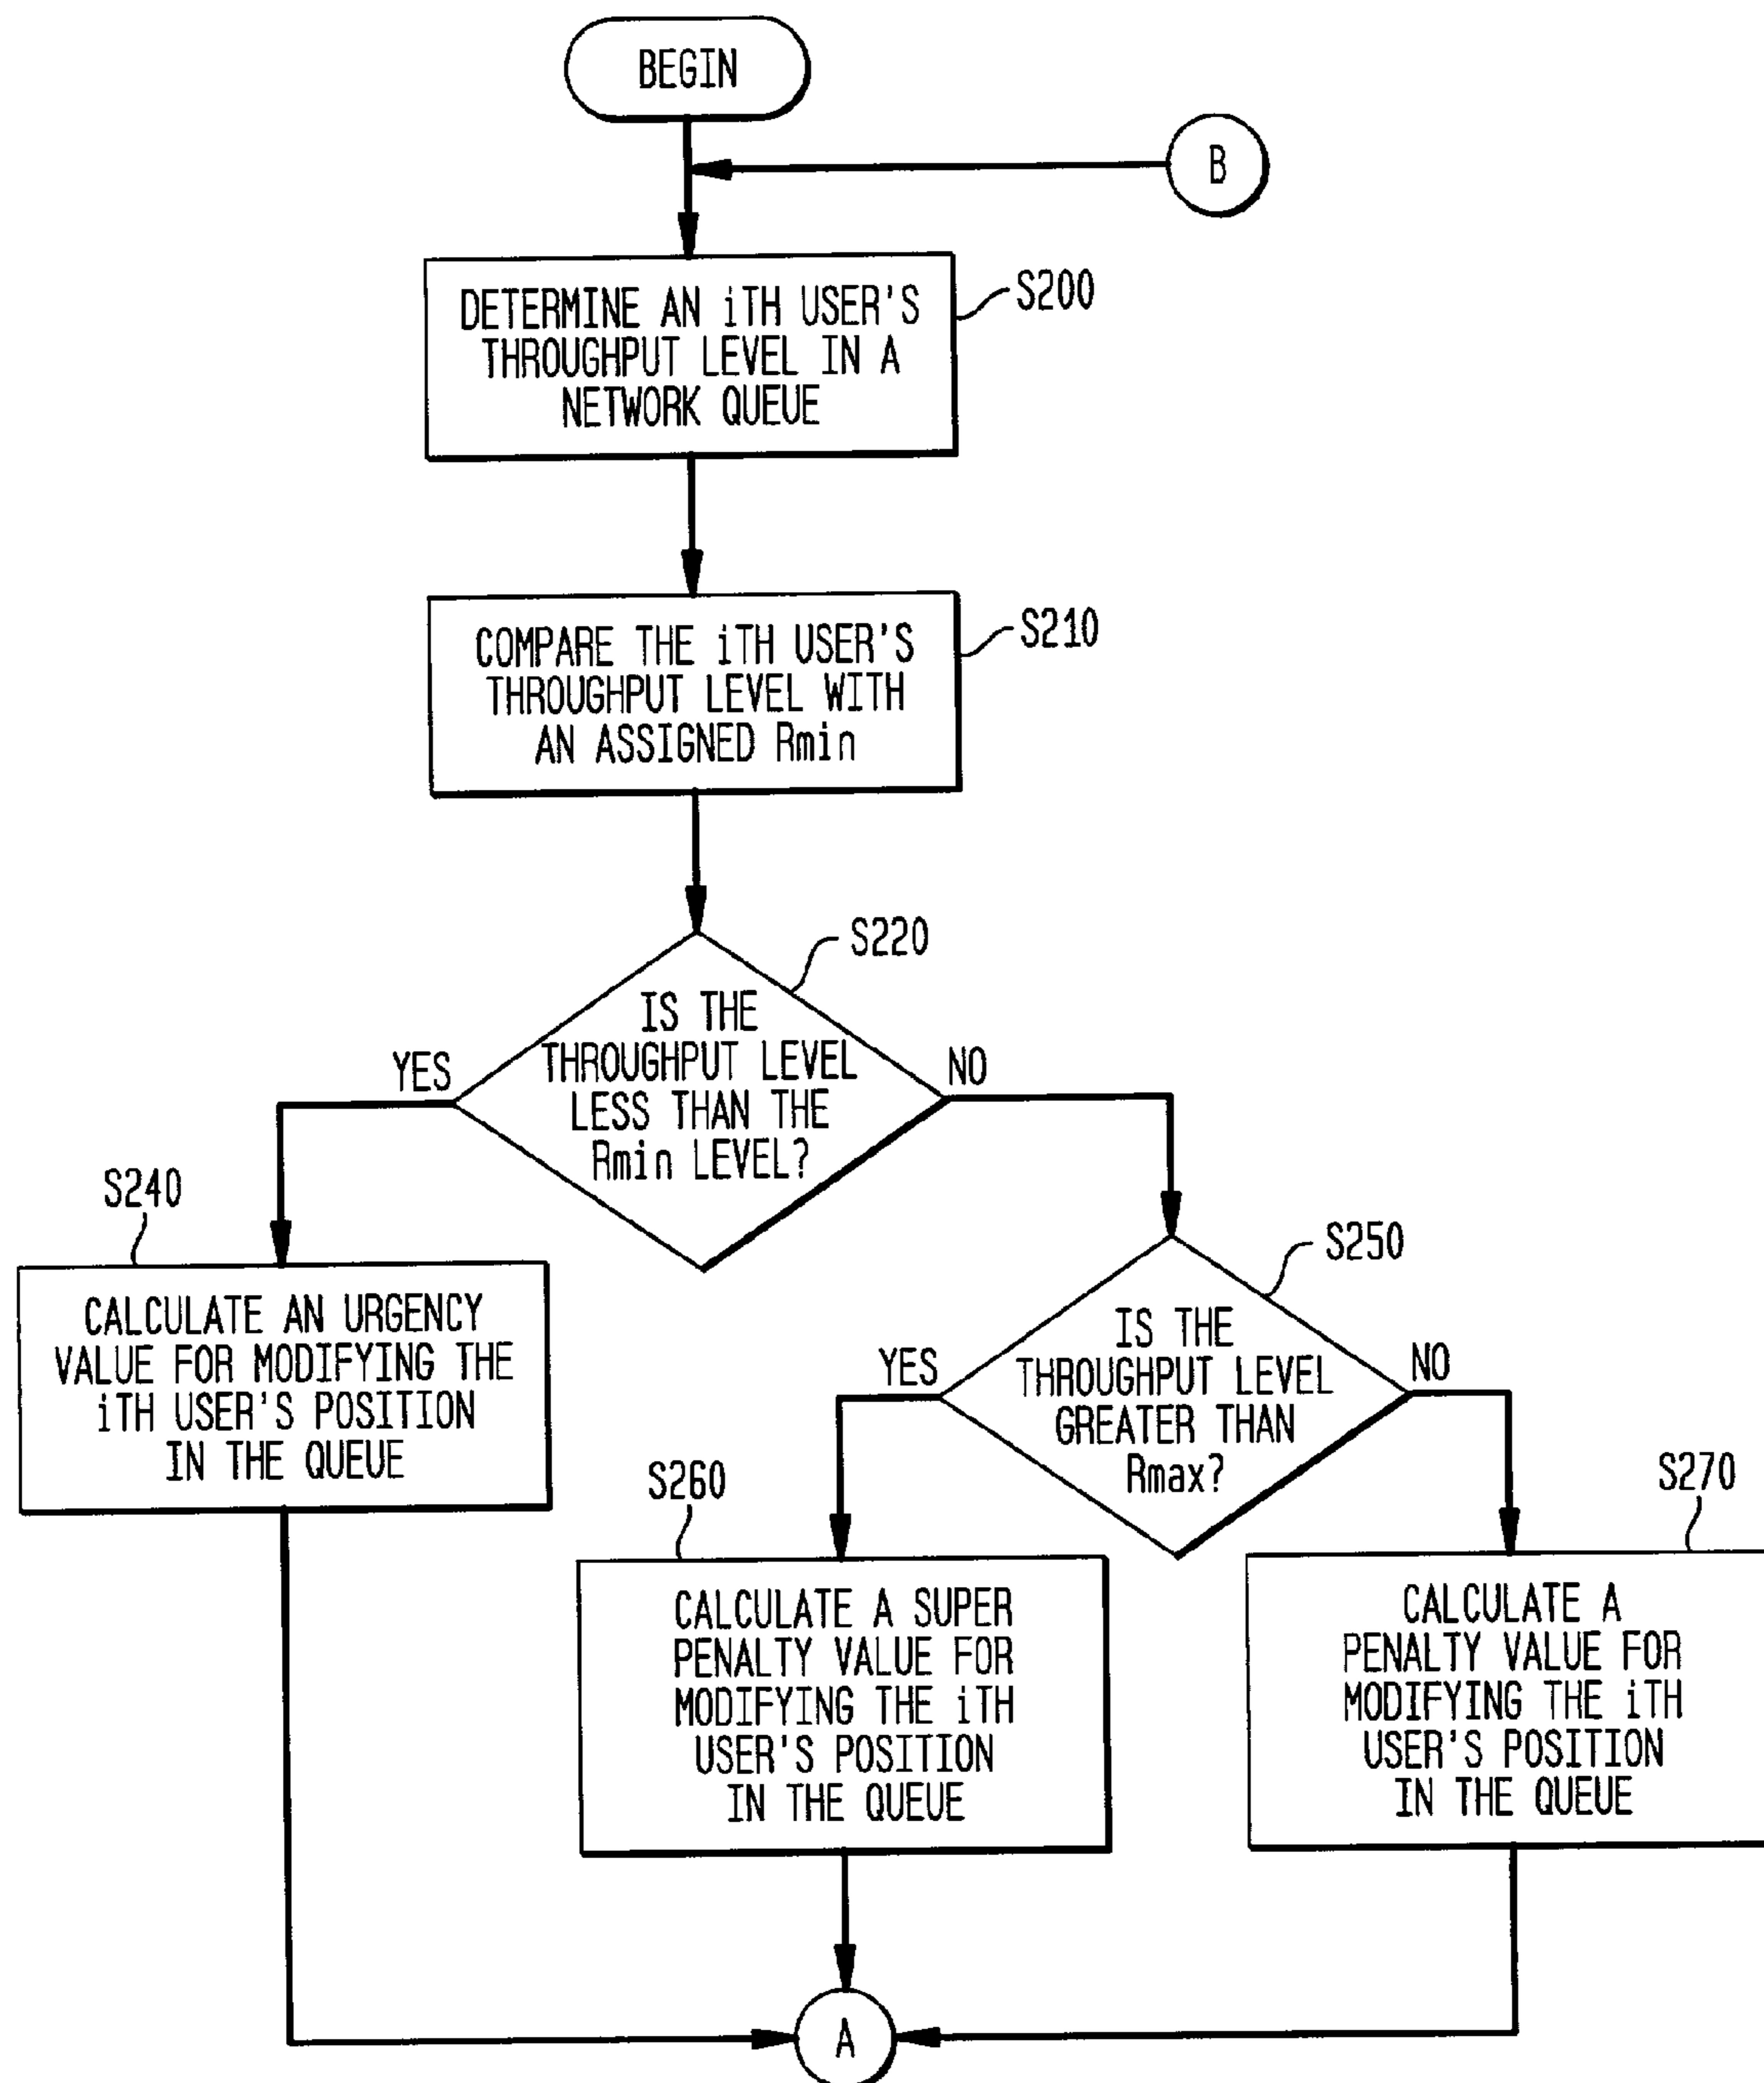 BEGIN
B
DETERMINE AN iTH USER'S
THROUGHPUT LEVEL IN A
NETWORK QUEUE
S200
COMPARE THE iTH USER'S
THROUGHPUT LEVEL WITH
AN ASSIGNED Rmin
S210
S220
IS THE
THROUGHPUT LEVEL
LESS THAN THE
Rmin LEVEL?
YES
NO
S240
CALCULATE AN URGENCY
VALUE FOR MODIFYING THE
iTH USER'S POSITION
IN THE QUEUE
S250
IS THE
THROUGHPUT LEVEL
GREATER THAN
Rmax?
YES
NO
S260
CALCULATE A SUPER
PENALTY VALUE FOR
MODIFYING THE iTH
USER'S POSITION
IN THE QUEUE
S270
CALCULATE A
PENALTY VALUE FOR
MODIFYING THE iTH
USER'S POSITION
IN THE QUEUE
A